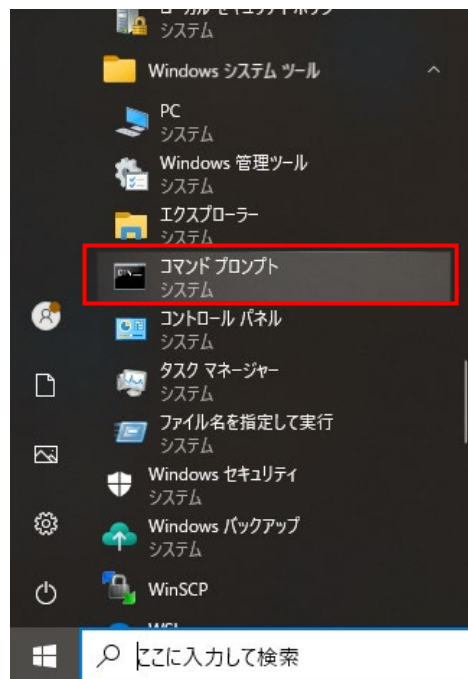 システム
Windows システム ツール
PC
システム
Windows 管理ツール
システム
エクスプローラー
システム
コマンド プロンプト
システム
コントロール パネル
システム
タスク マネージャー
システム
ファイル名を指定して実行
システム
Windows セキュリティ
システム
Windows バックアップ
システム
WinSCP
ここに入力して検索